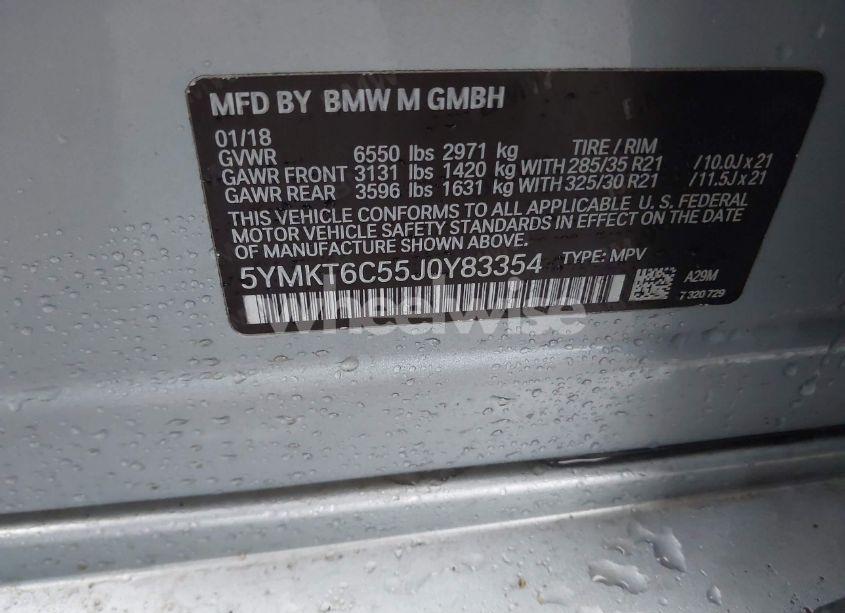 MFD BY BMW M GMBH
01/18 TIRE / RIM
GVWR 6550 lbs 2971 kg
GAWR FRONT 3131 lbs 1420 kg WITH 285/35 R21 /10.0J x 21
GAWR REAR 3596 lbs 1631 kg WITH 325/30 R21 /11.5J x 21
THIS VEHICLE CONFORMS TO ALL APPLICABLE U. S. FEDERAL
MOTOR VEHICLE SAFETY STANDARDS IN EFFECT ON THE DATE
OF MANUFACTURE SHOWN ABOVE.
5YMKT6C55J0Y83354 TYPE: MPV
A29M
7 320 729
wheelwise